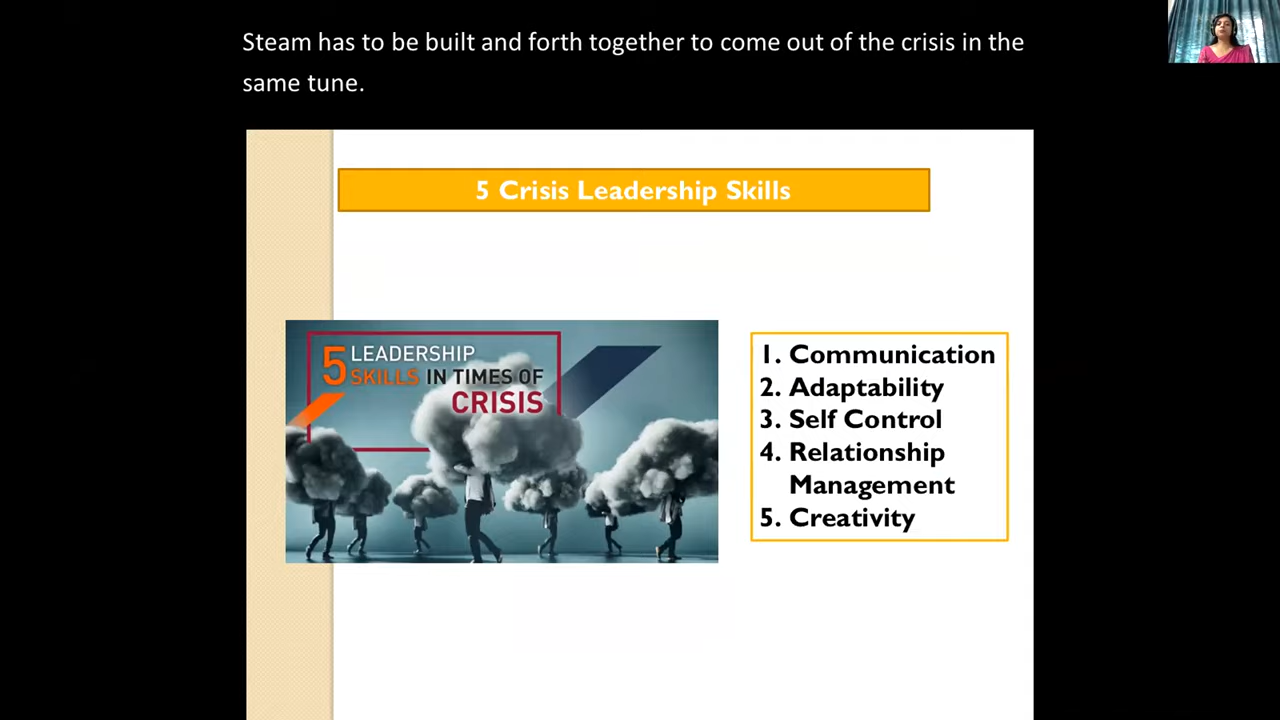 Steam has to be built and forth together to come out of the crisis in the
same tune.
5 Crisis Leadership Skills
5 LEADERSHIP
SKILLS IN TIMES OF
CRISIS
1. Communication
2. Adaptability
3. Self Control
4. Relationship
Management
5. Creativity